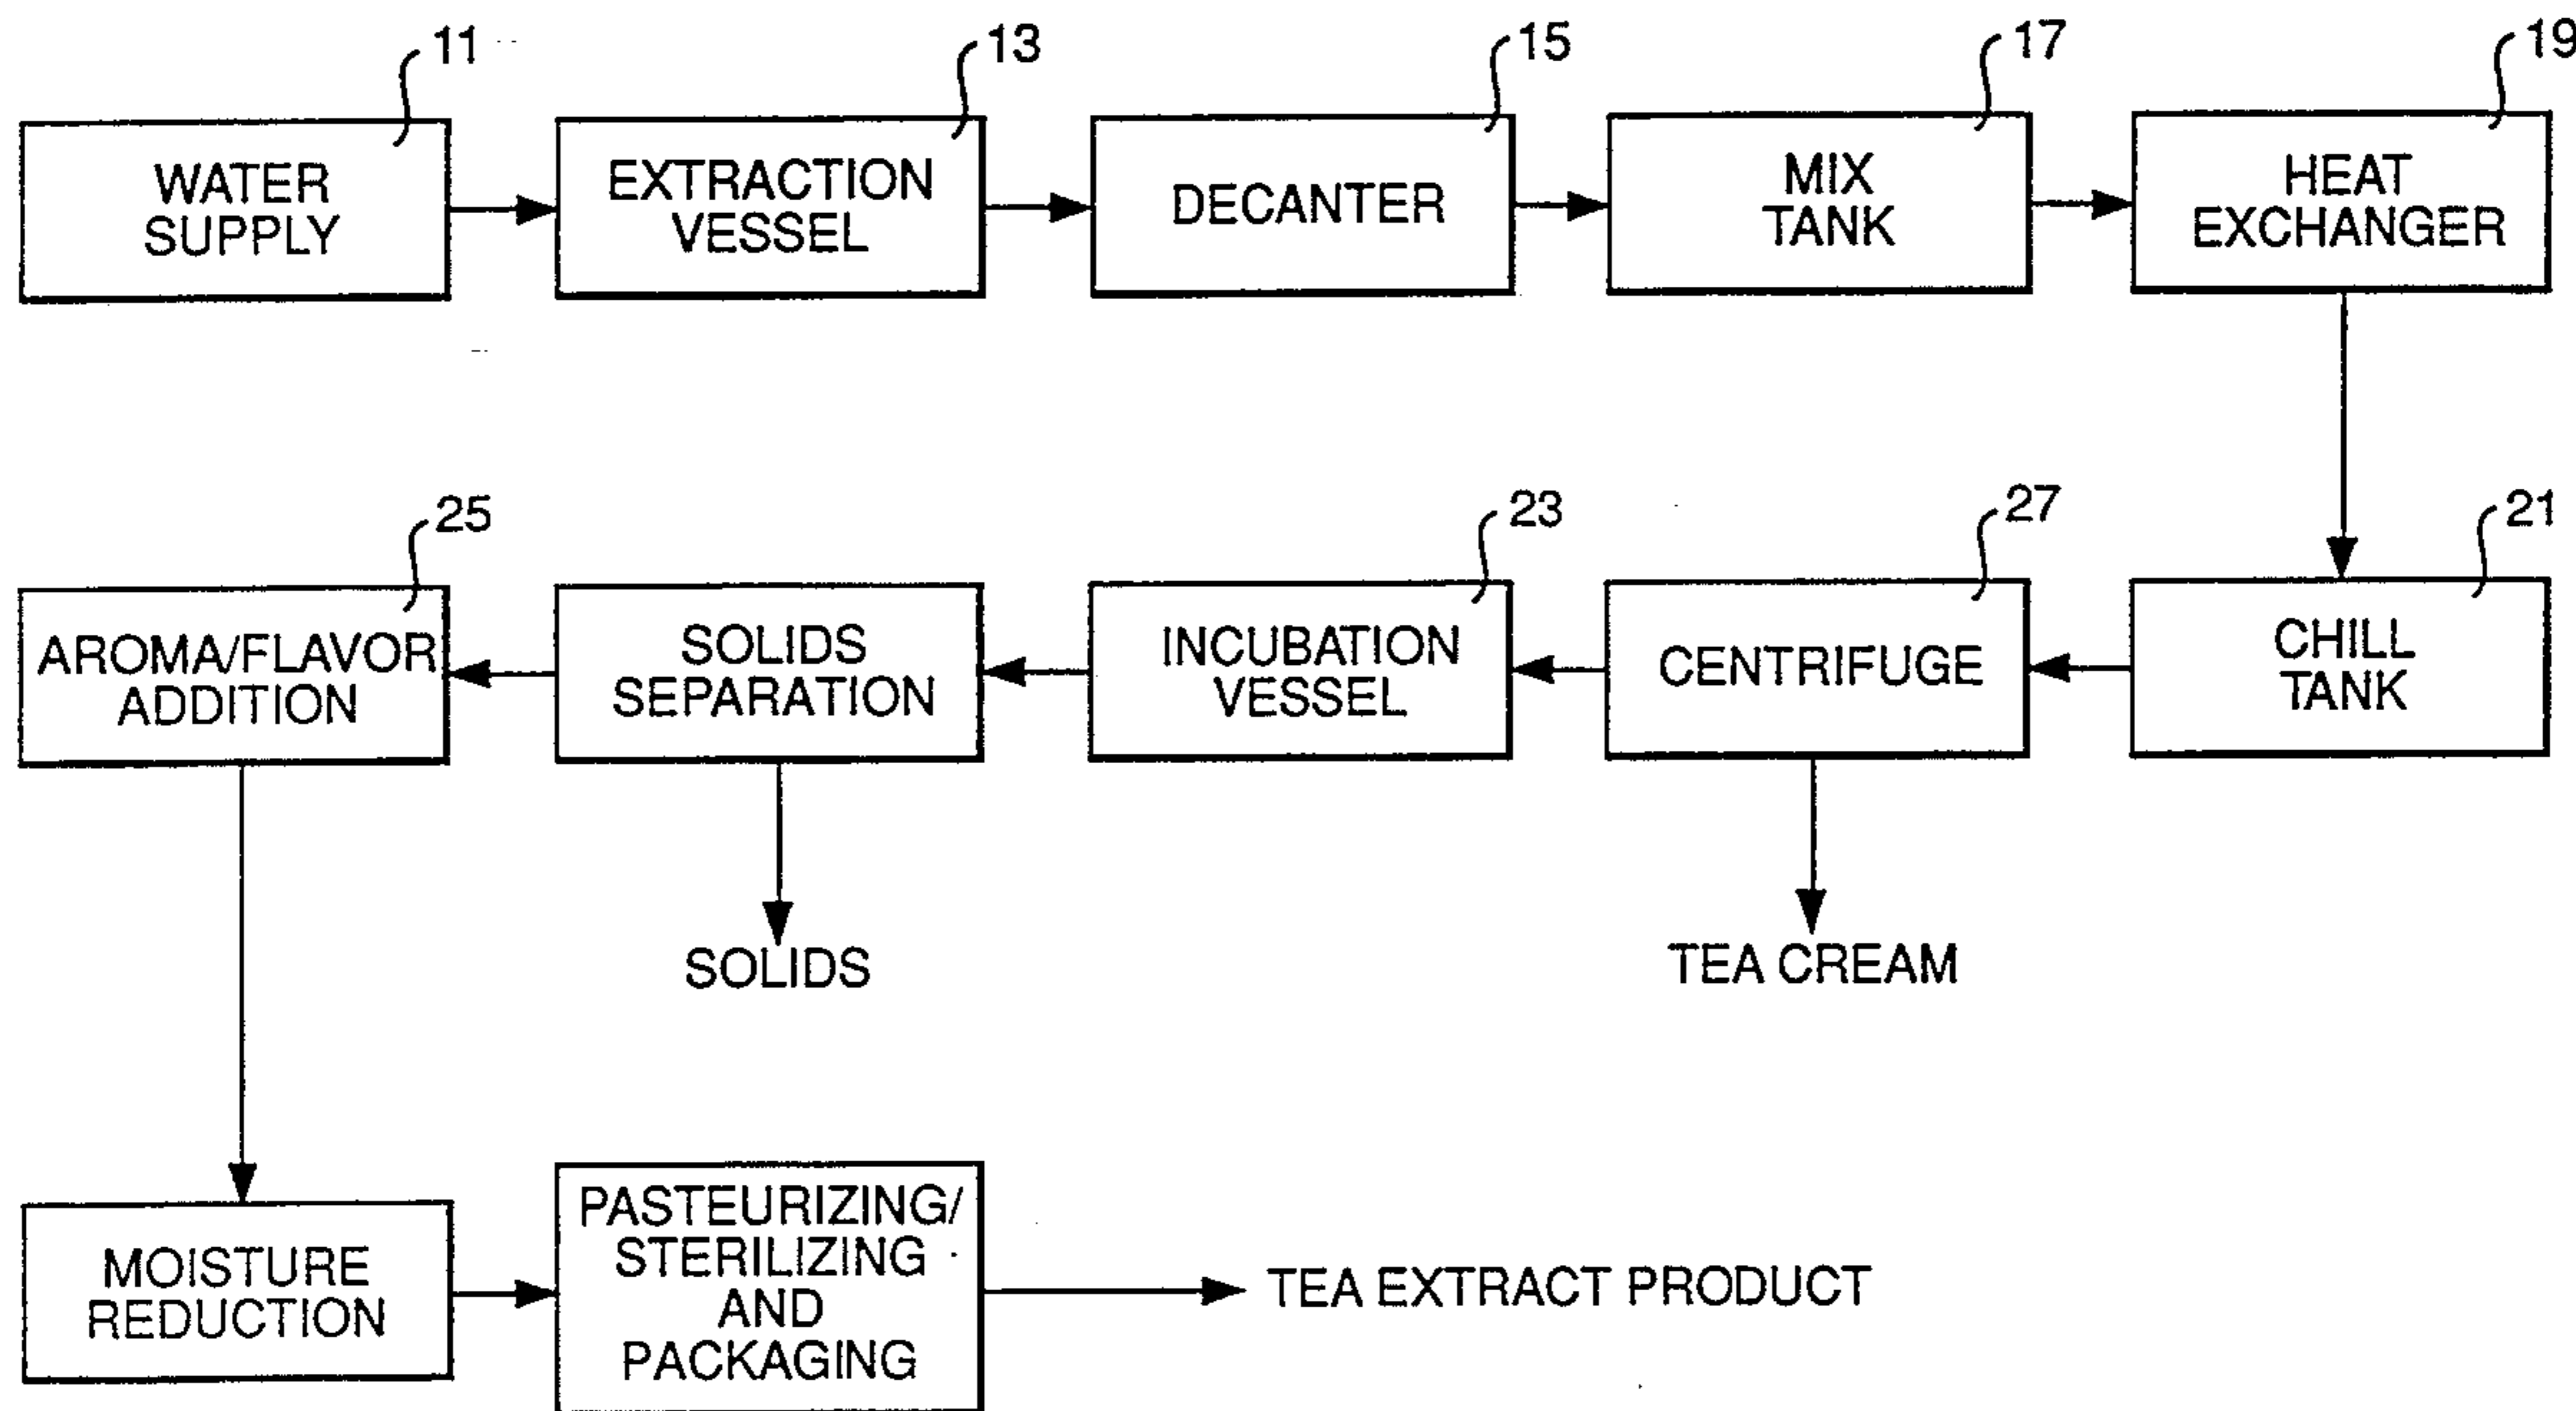 11
13
15
17
19
WATER
SUPPLY
EXTRACTION
VESSEL
DECANTER
MIX
TANK
HEAT
EXCHANGER
25
23
27
21
AROMA/FLAVOR
ADDITION
SOLIDS
SEPARATION
INCUBATION
VESSEL
CENTRIFUGE
CHILL
TANK
SOLIDS
TEA CREAM
MOISTURE
REDUCTION
PASTEURIZING/
STERILIZING
AND
PACKAGING
TEA EXTRACT PRODUCT